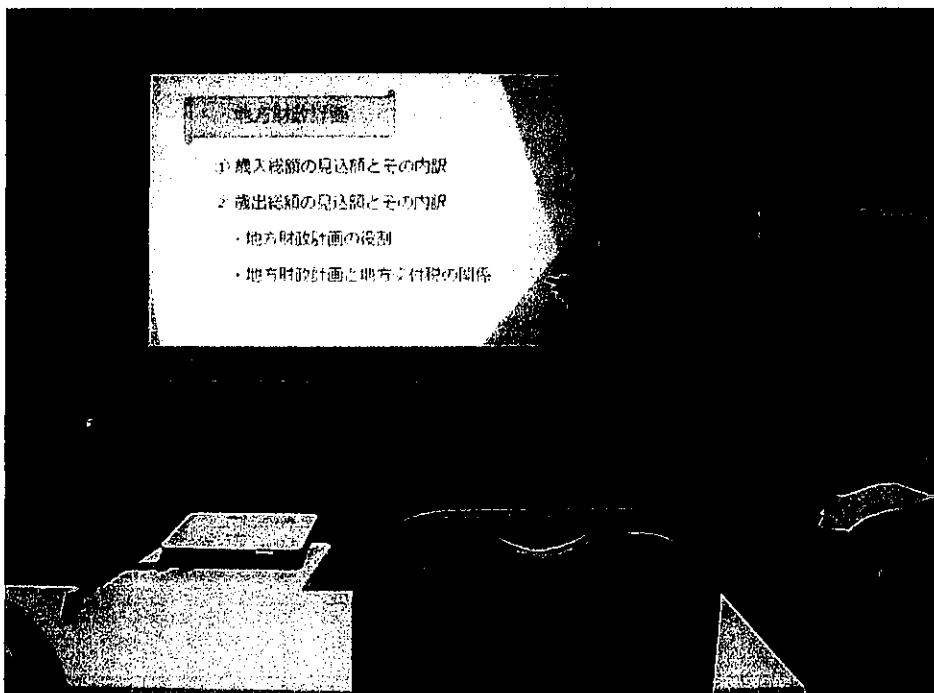 地方財政計画
① 歳入総額の見込額とその内訳
② 歳出総額の見込額とその内訳
・地方財政計画の役割
・地方財政計画と地方交付税の関係